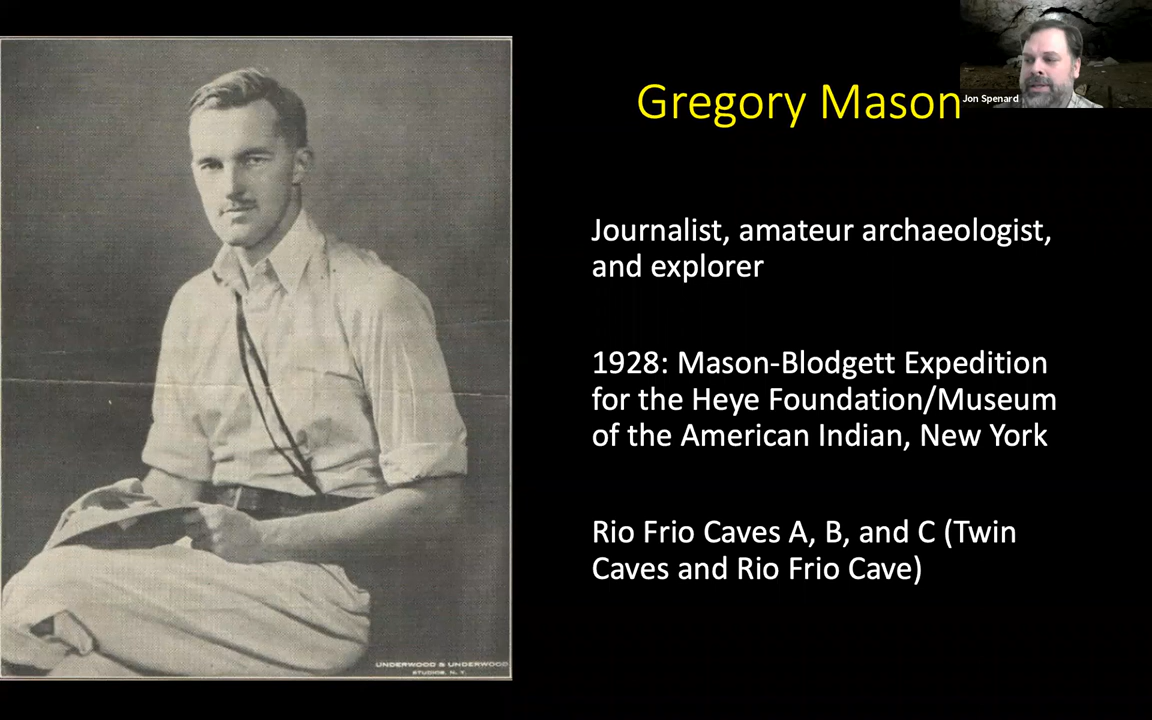 Gregory Mason
Jon Spenard
Journalist, amateur archaeologist,
and explorer
1928: Mason-Blodgett Expedition
for the Heye Foundation/Museum
of the American Indian, New York
Rio Frio Caves A, B, and C (Twin
Caves and Rio Frio Cave)
UNDERWOOD & UNDERWOOD
STUDIOS, N. Y.